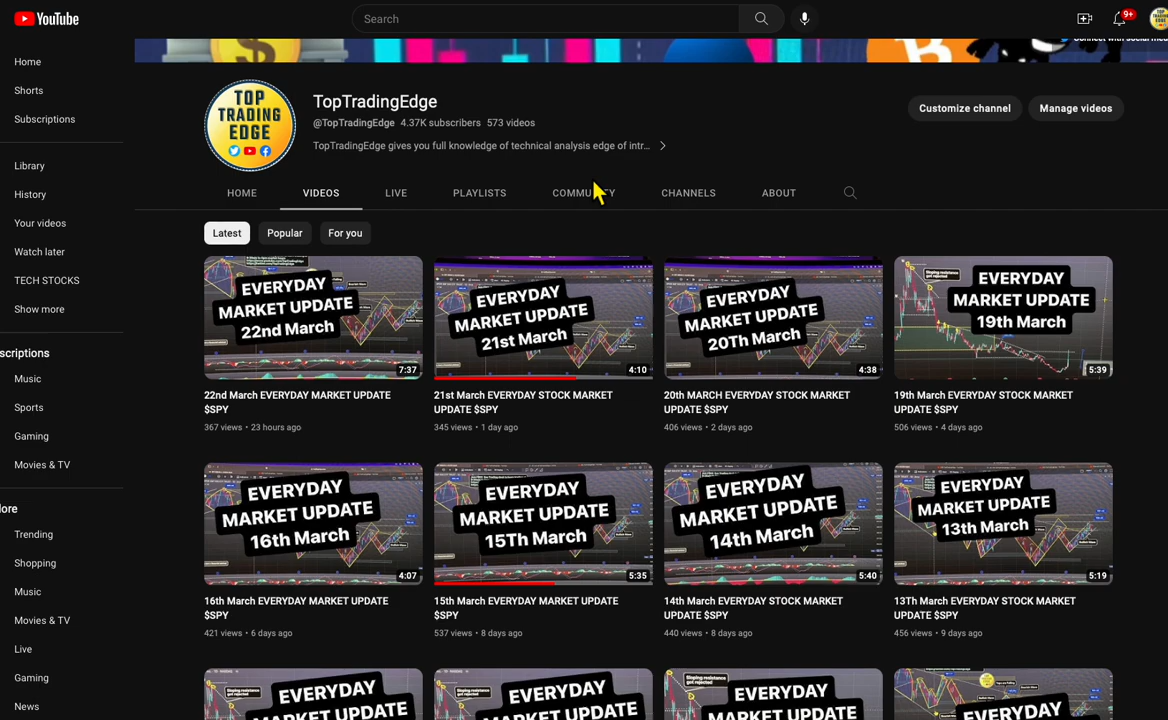 YouTube
Search
9+
Home
Shorts
Subscriptions
Library
History
Your videos
Watch later
TECH STOCKS
Show more
scriptions
Music
Sports
Gaming
Movies & TV
ore
Trending
Shopping
Music
Movies & TV
Live
Gaming
News
TOP
TRADING
EDGE
TopTradingEdge
@TopTradingEdge 4.37K subscribers 573 videos
TopTradingEdge gives you full knowledge of technical analysis edge of intr...
Customize channel
Manage videos
HOME
VIDEOS
LIVE
PLAYLISTS
COMMUNITY
CHANNELS
ABOUT
Latest
Popular
For you
EVERYDAY
MARKET UPDATE
22nd March
7:37
22nd March EVERYDAY MARKET UPDATE
$SPY
367 views • 23 hours ago
EVERYDAY
MARKET UPDATE
21st March
4:10
21st March EVERYDAY STOCK MARKET
UPDATE $SPY
345 views • 1 day ago
EVERYDAY
MARKET UPDATE
20Th March
4:38
20th MARCH EVERYDAY STOCK MARKET
UPDATE $SPY
406 views • 2 days ago
EVERYDAY
MARKET UPDATE
19th March
5:39
19th March EVERYDAY STOCK MARKET
UPDATE $SPY
506 views • 4 days ago
EVERYDAY
MARKET UPDATE
16th March
4:07
16th March EVERYDAY MARKET UPDATE
$SPY
421 views • 6 days ago
EVERYDAY
MARKET UPDATE
15Th March
5:35
15th March EVERYDAY MARKET UPDATE
$SPY
537 views • 8 days ago
EVERYDAY
MARKET UPDATE
14th March
5:40
14th March EVERYDAY STOCK MARKET
UPDATE $SPY
440 views • 8 days ago
EVERYDAY
MARKET UPDATE
13th March
5:19
13Th March EVERYDAY STOCK MARKET
UPDATE $SPY
456 views • 9 days ago
EVERYDAY
EVERYDAY
EVERYDAY
EVERYDAY